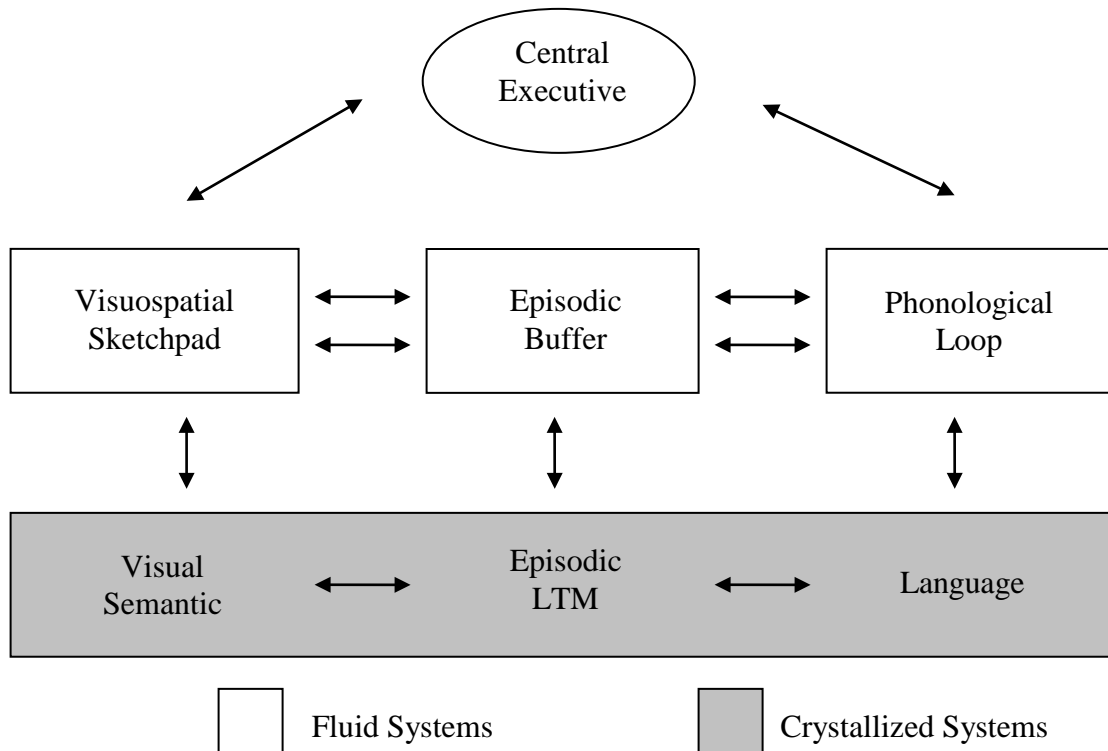 Central
Executive
Visuospatial
Sketchpad
Episodic
Buffer
Phonological
Loop
Visual
Semantic
Episodic
LTM
Language
Fluid Systems
Crystallized Systems